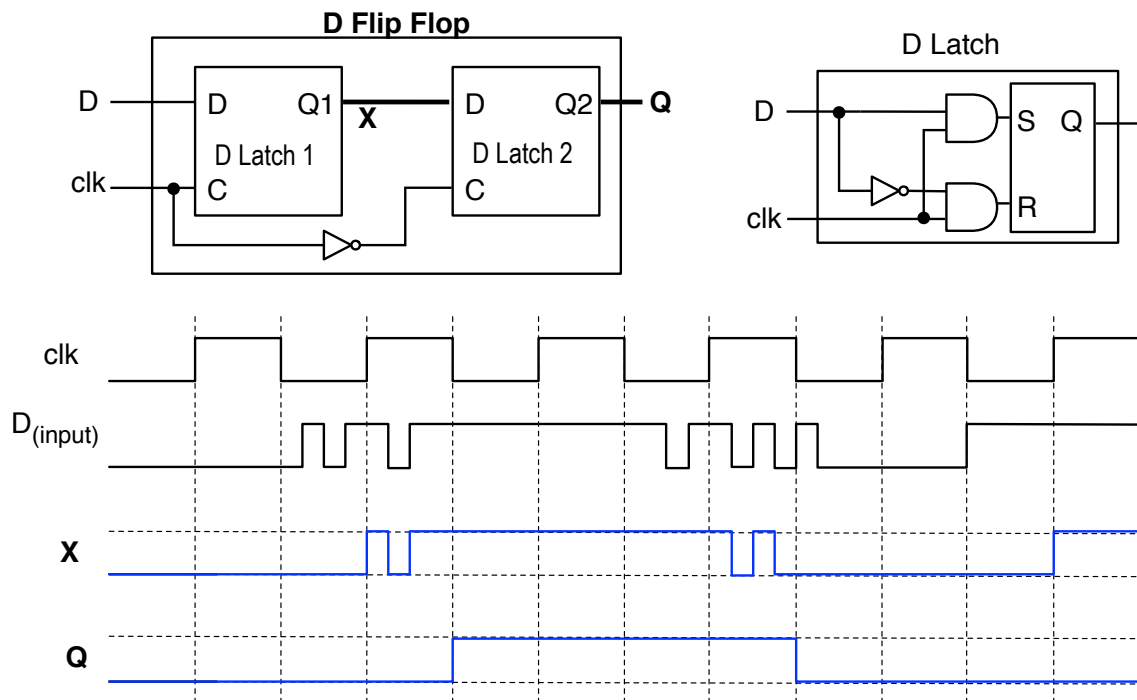 D Flip Flop
D Latch
D
D
Q1
X
D
Q2
Q
D Latch 1
D Latch 2
clk
C
C
D
S
Q
clk
R
clk
D(input)
X
Q